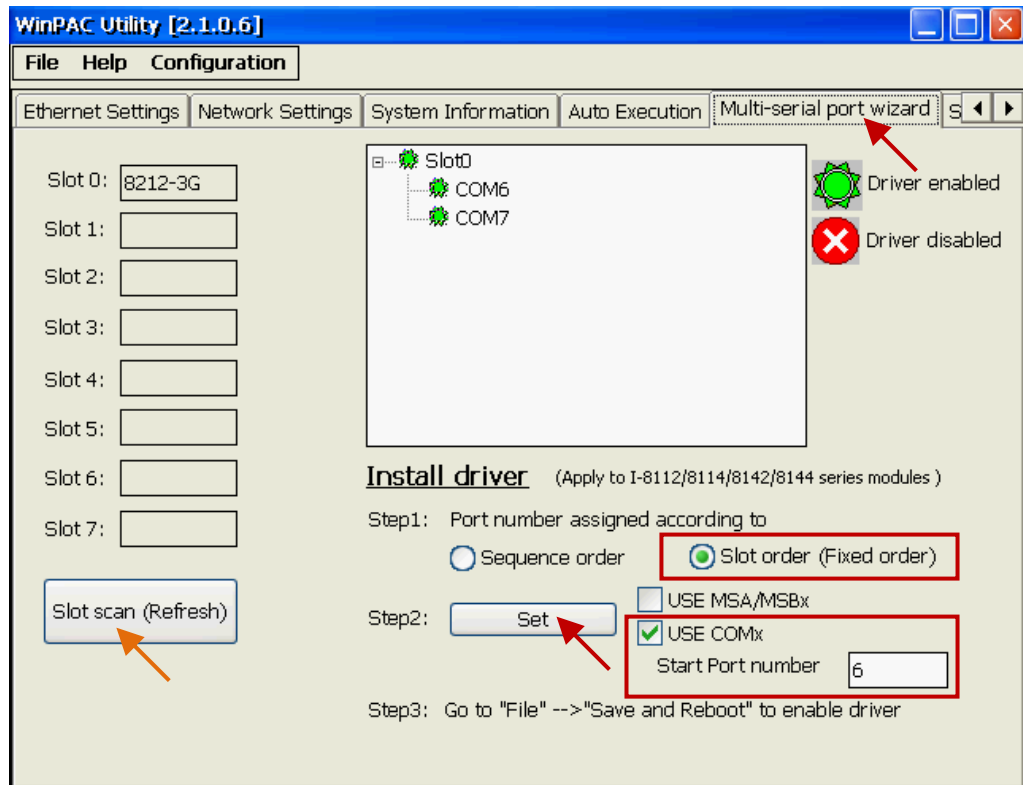 WinPAC Utility [2.1.0.6]
File Help Configuration
Ethernet Settings Network Settings System Information Auto Execution Multi-serial port wizard S
Slot 0: 8212-3G
Slot 1:
Slot 2:
Slot 3:
Slot 4:
Slot 5:
Slot 6:
Slot 7:
Slot scan (Refresh)
Slot0
COM6
COM7
Driver enabled
Driver disabled
Install driver (Apply to I-8112/8114/8142/8144 series modules )
Step1: Port number assigned according to
Sequence order Slot order (Fixed order)
Step2: Set USE MSA/MSBx
USE COMx
Start Port number 6
Step3: Go to "File" -->"Save and Reboot" to enable driver